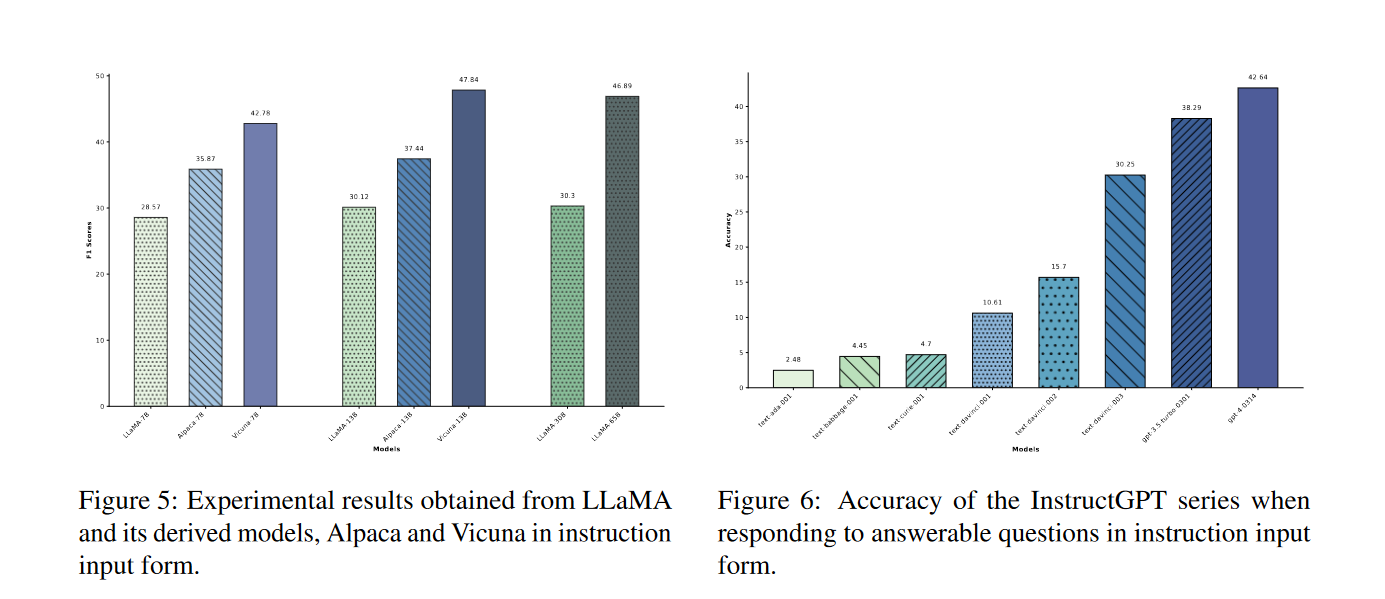 50
40
30
20
10
0
F1 Scores
28.57
35.87
42.78
30.12
37.44
47.84
30.3
46.89
LLaMA-7B
Alpaca-7B
Vicuna-7B
LLaMA-13B
Alpaca-13B
Vicuna-13B
LLaMA-30B
LLaMA-65B
Models
Figure 5: Experimental results obtained from LLaMA
and its derived models, Alpaca and Vicuna in instruction
input form.
40
35
30
25
20
15
10
5
0
Accuracy
2.48
4.45
4.7
10.61
15.7
30.25
38.29
42.64
text-ada-001
text-babbage-001
text-curie-001
text-davinci-001
text-davinci-002
text-davinci-003
gpt-3.5-turbo-0301
gpt-4-0314
Models
Figure 6: Accuracy of the InstructGPT series when
responding to answerable questions in instruction input
form.